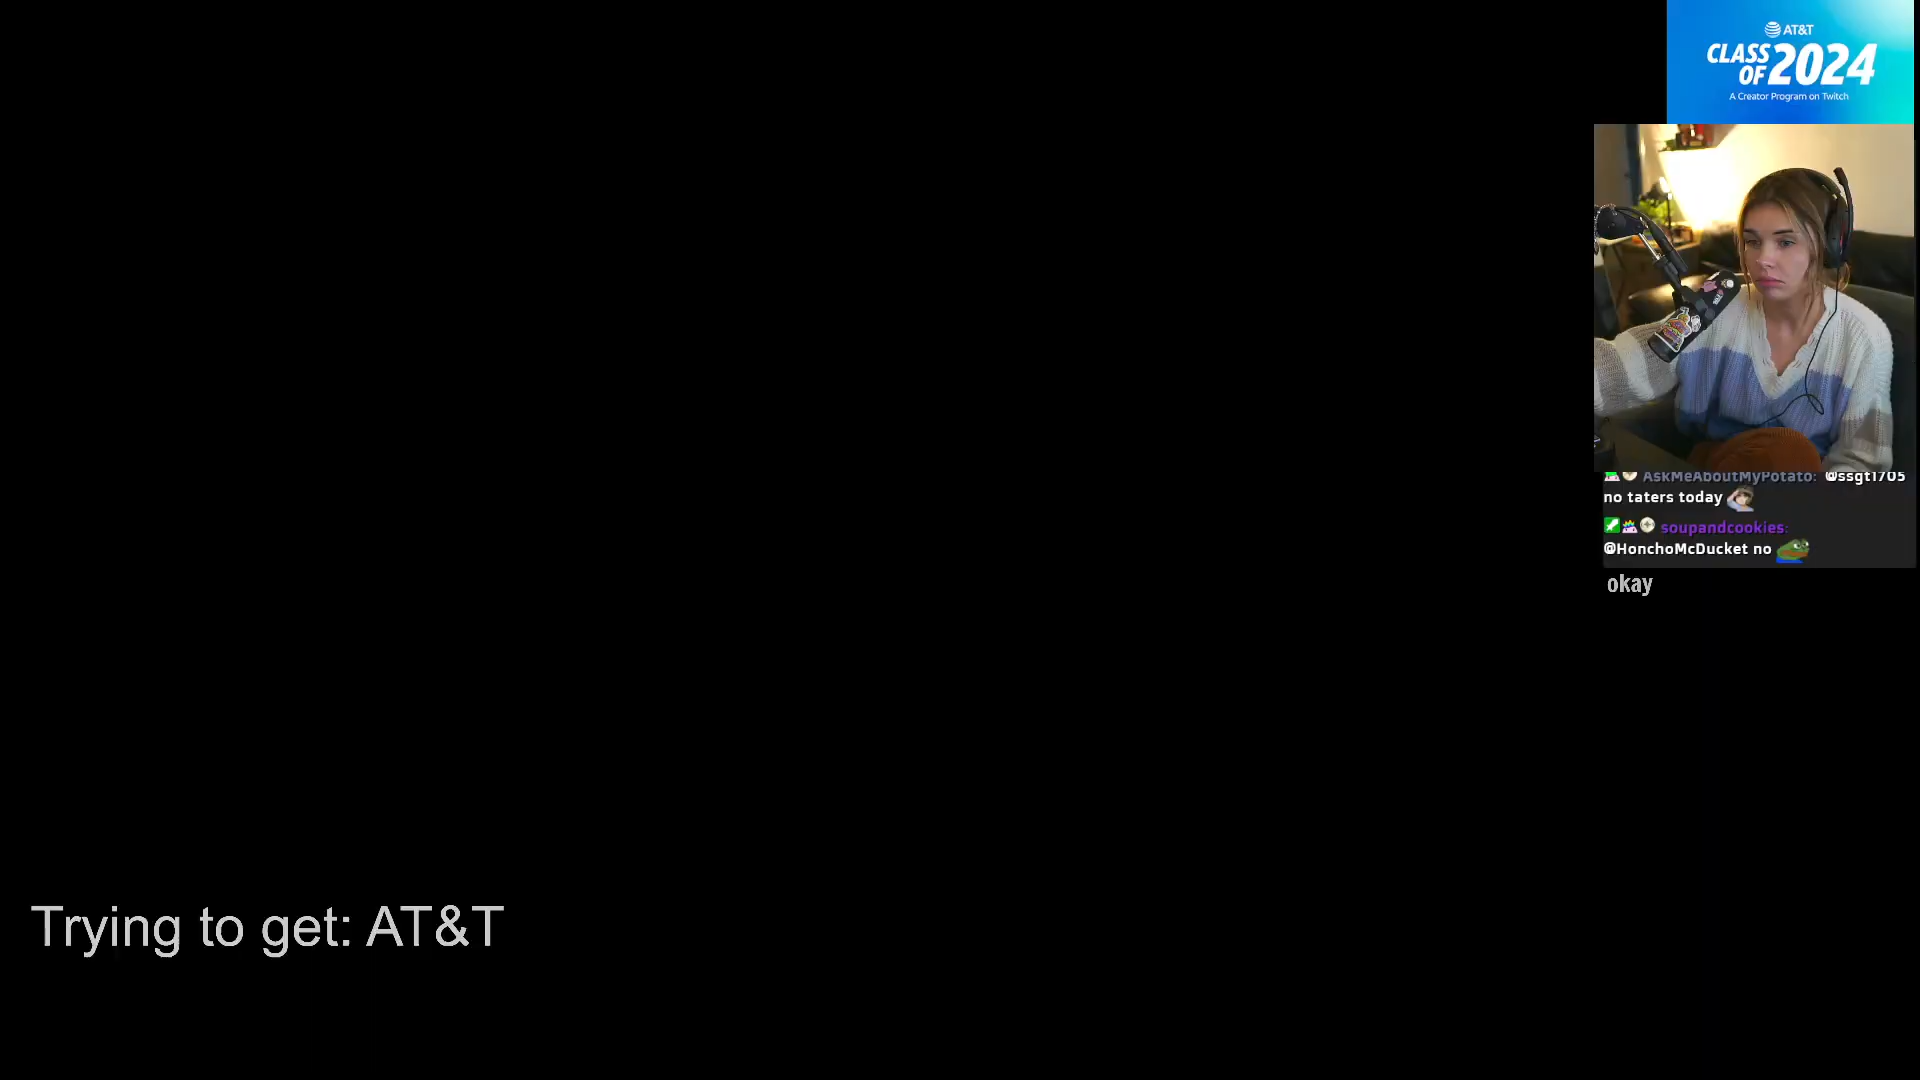 AT&T
CLASS
OF 2024
A Creator Program on Twitch
AskMeAboutMyPotato: @ssgt1705
no taters today
soupandcookies:
@HonchoMcDucket no
okay
Trying to get: AT&T